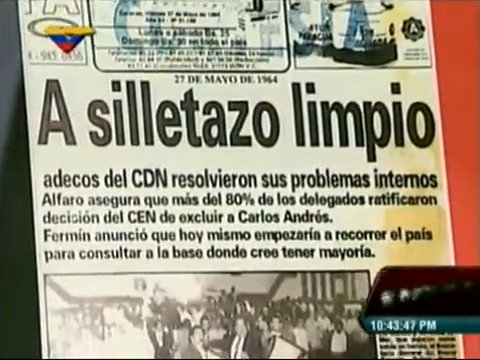 27 DE MAYO DE 1964
A silletazo limpio
adecos del CDN resolvieron sus problemas internos
Alfaro asegura que más del 80% de los delegados ratificaron
decisión del CEN de excluir a Carlos Andrés.
Fermín anunció que hoy mismo empezaría a recorrer el país
para consultar a la base donde cree tener mayoría.
10:43:47 PM